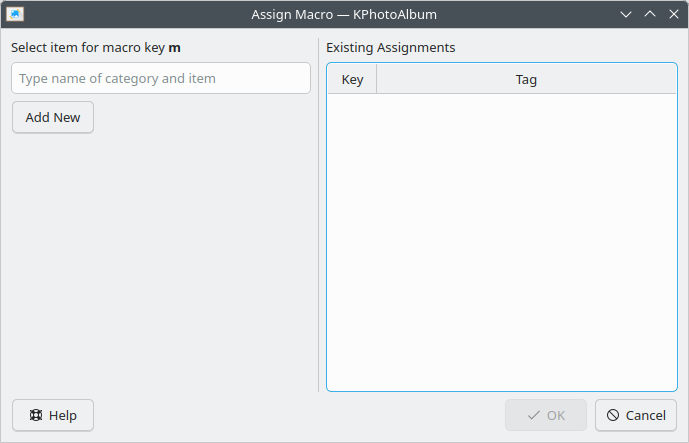 Assign Macro — KPhotoAlbum
Select item for macro key m
Type name of category and item
Add New
Existing Assignments
Key Tag
Help
OK
Cancel